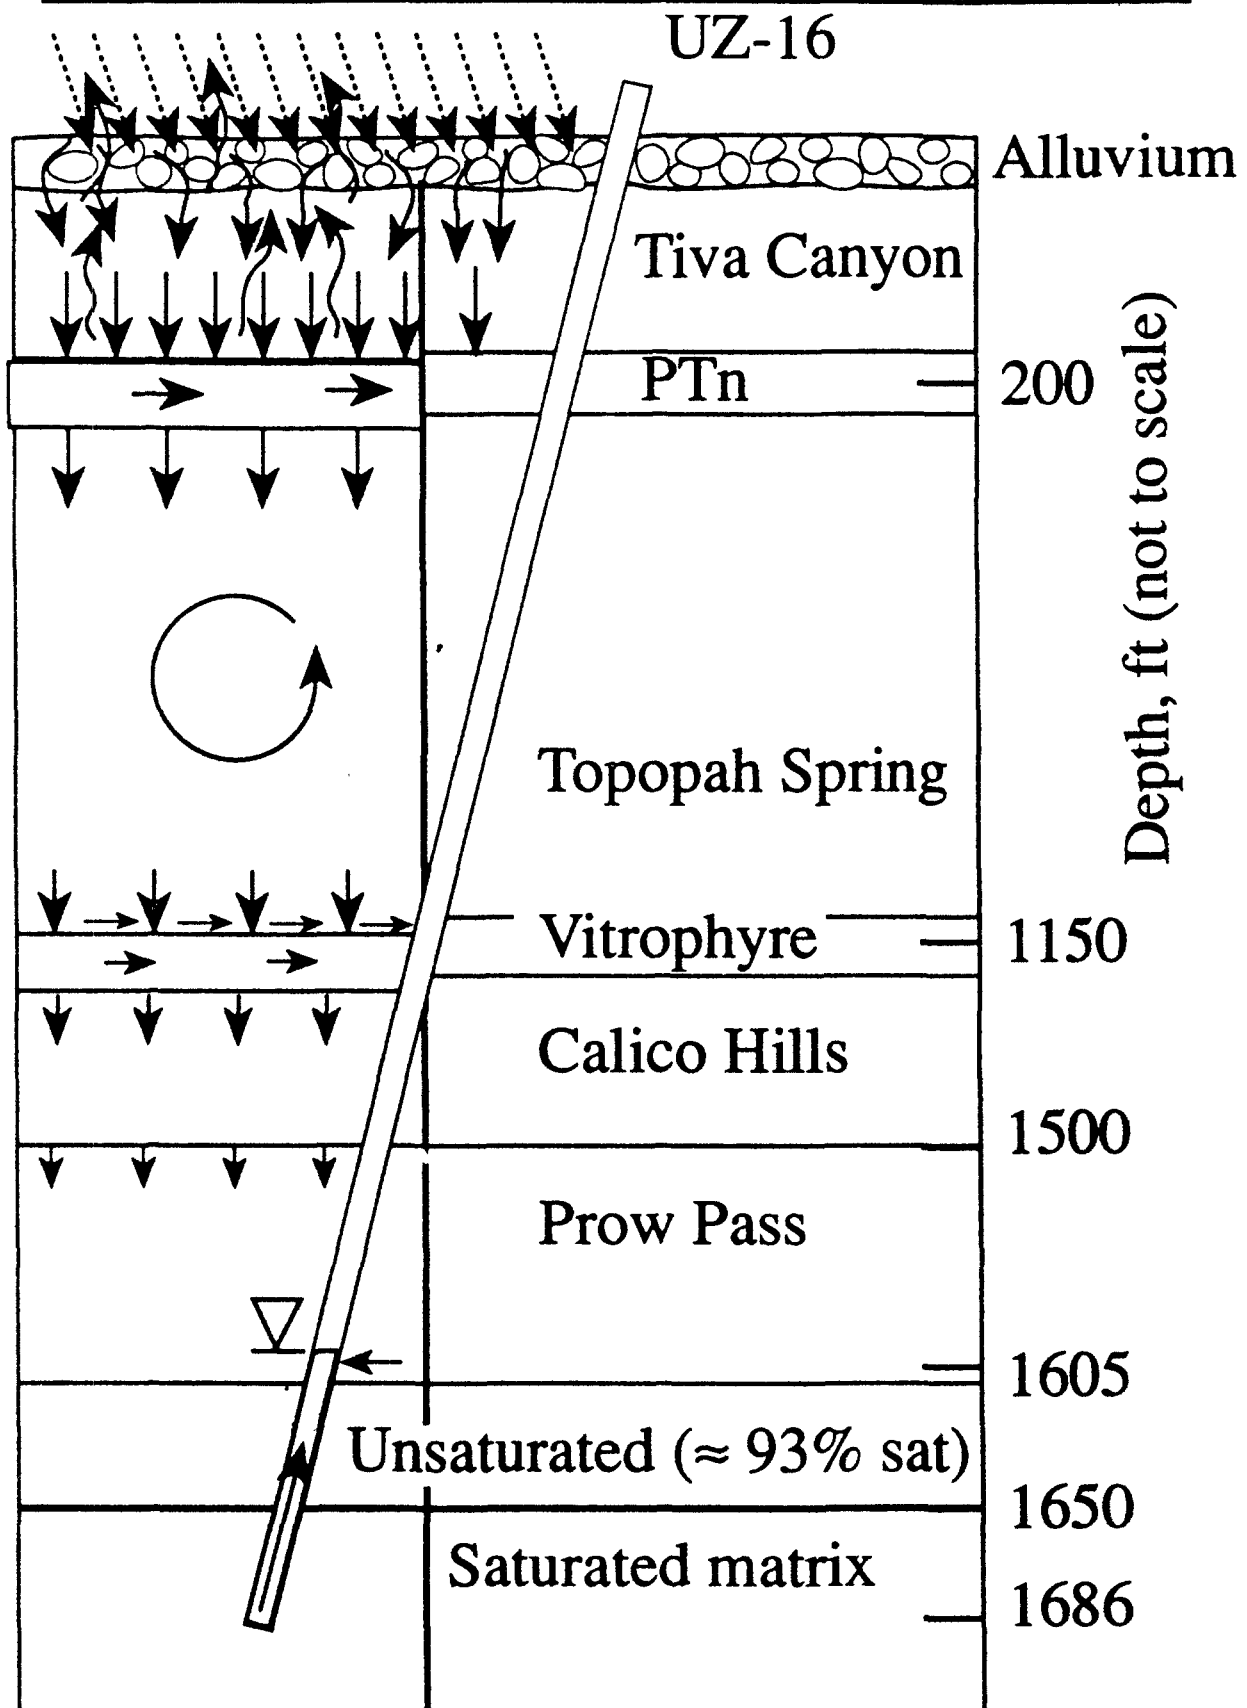 UZ-16
Alluvium
Tiva Canyon
PTn
200
Depth, ft (not to scale)
Topopah Spring
Vitrophyre
1150
Calico Hills
1500
Prow Pass
1605
Unsaturated (≈ 93% sat)
1650
Saturated matrix
1686